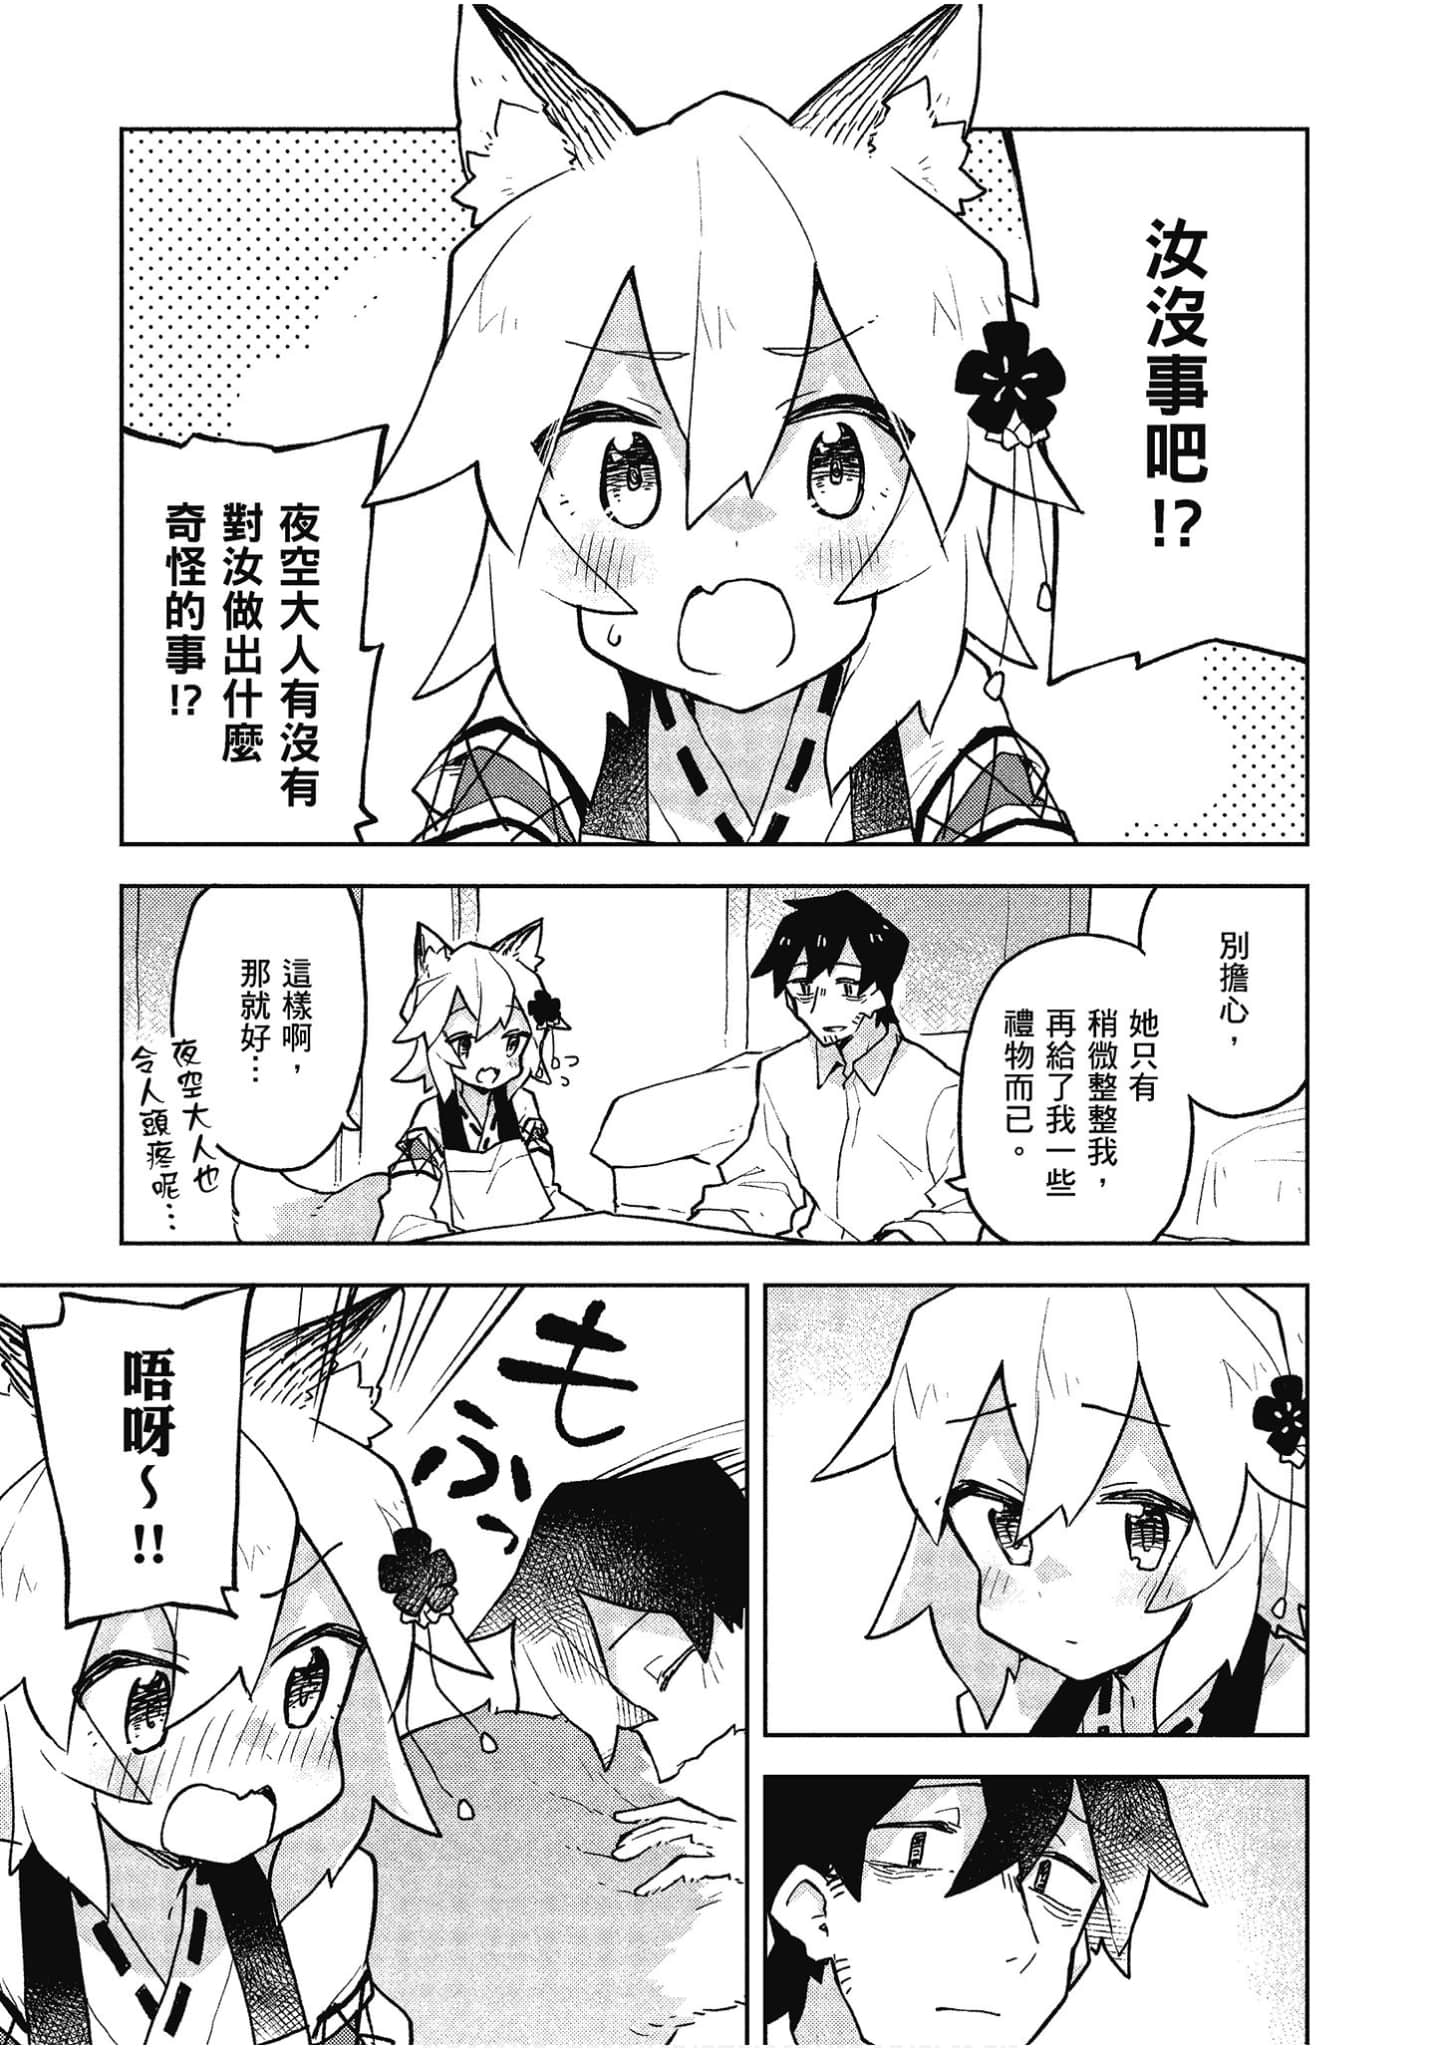 汝沒事吧!?
夜空大人有沒有
對汝做出什麼
奇怪的事!?
別擔心，
她只有
稍微整整我，
再給了我一些
禮物而已。
這樣啊，
那就好…
夜空大人也
令人頭疼呢…
もふっ
唔呀～!!